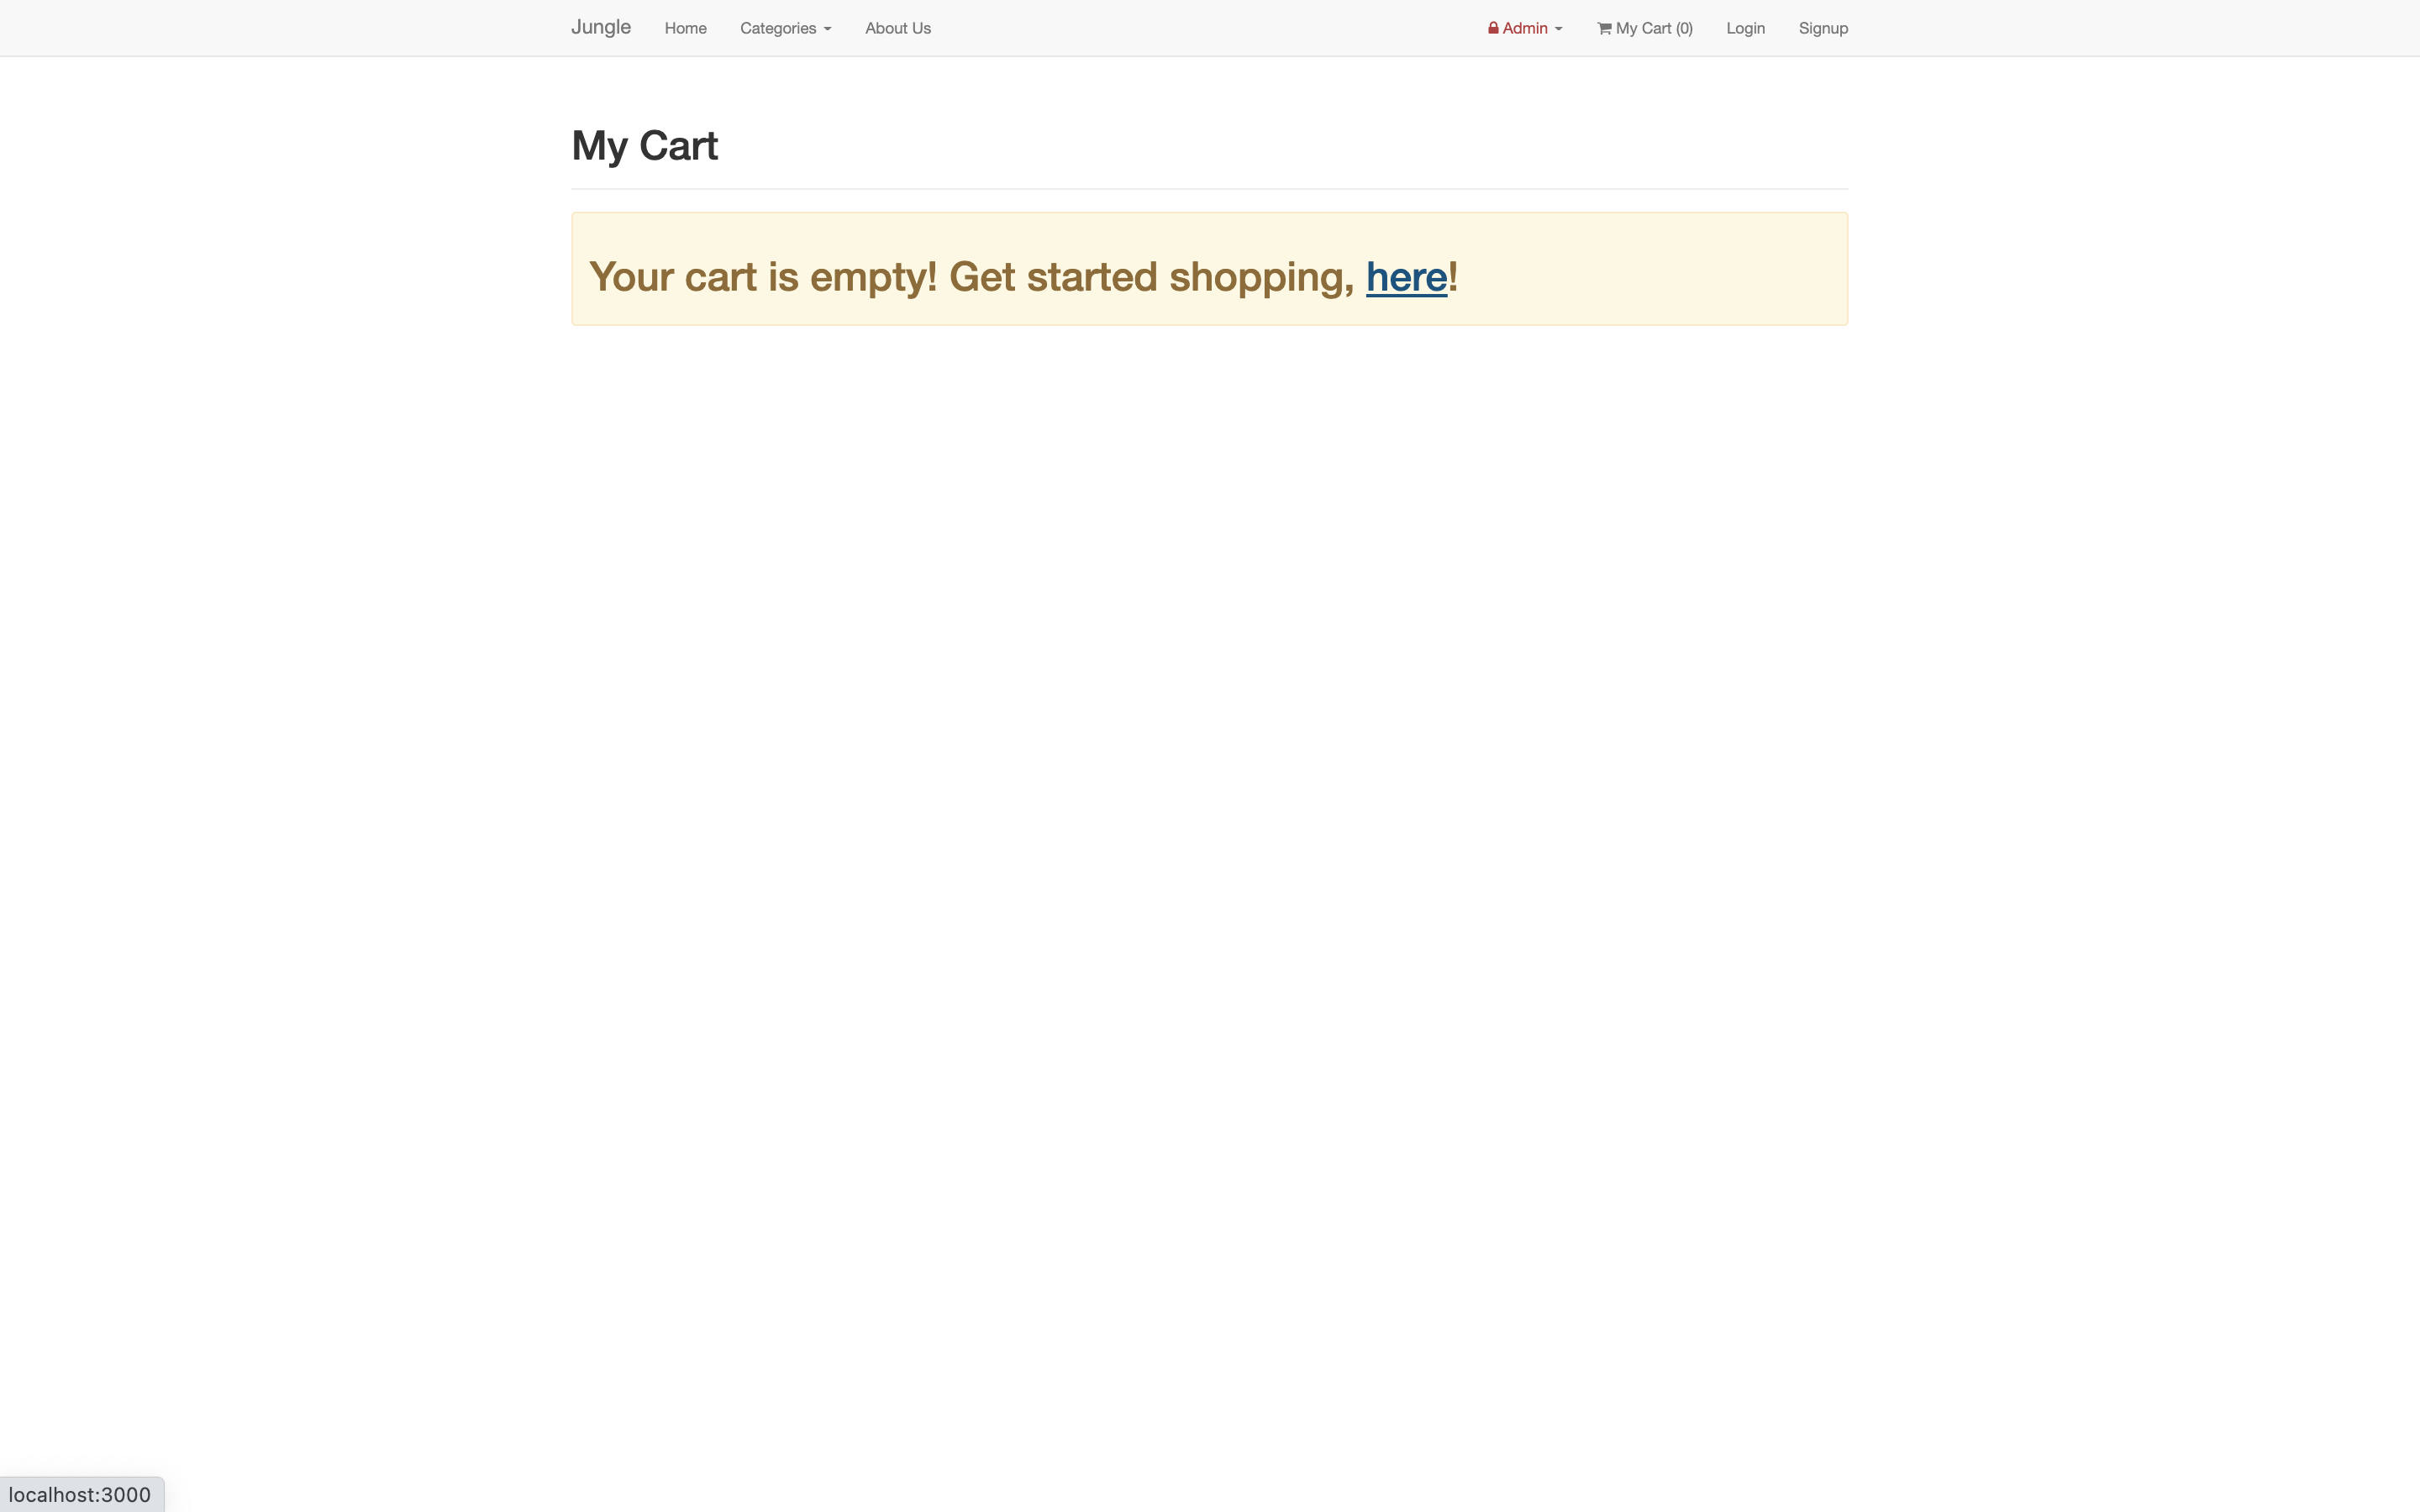 Jungle Home Categories About Us Admin My Cart (0) Login Signup
My Cart
Your cart is empty! Get started shopping, here!
localhost:3000